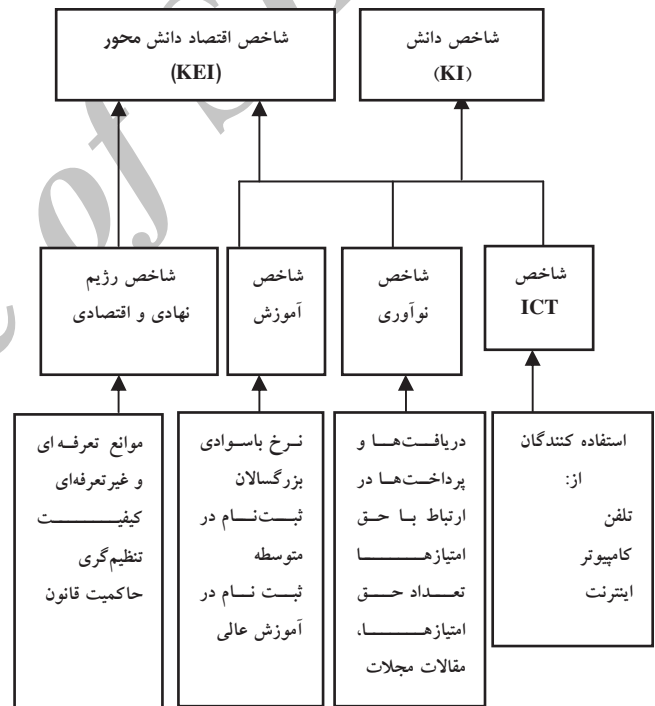 شاخص دانش
(KI)
شاخص اقتصاد دانش محور
(KEI)
شاخص
ICT
شاخص
نوآوری
شاخص
آموزش
شاخص رژیم
نهادی و اقتصادی
استفاده کنندگان
از:
تلفن
کامپیوتر
اینترنت
دریافت‌ها و
پرداخت‌ها در
ارتباط با حق
امتیازها
تعداد حق
امتیازها،
مقالات مجلات
نرخ باسوادی
بزرگسالان
ثبت‌نام در
متوسطه
ثبت نام در
آموزش عالی
موانع تعرفه ای
و غیرتعرفه‌ای
کیفیت
تنظیم‌گری
حاکمیت قانون
of S